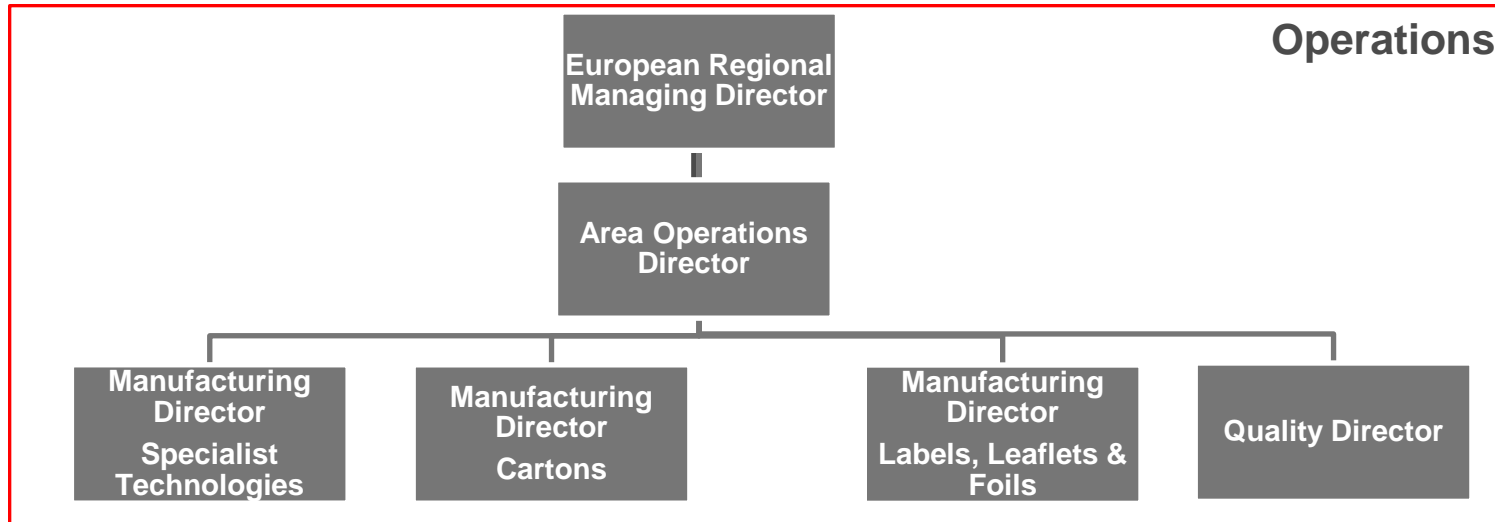 Operations
European Regional
Managing Director
Area Operations
Director
Manufacturing
Director
Specialist
Technologies
Manufacturing
Director
Cartons
Manufacturing
Director
Labels, Leaflets &
Foils
Quality Director